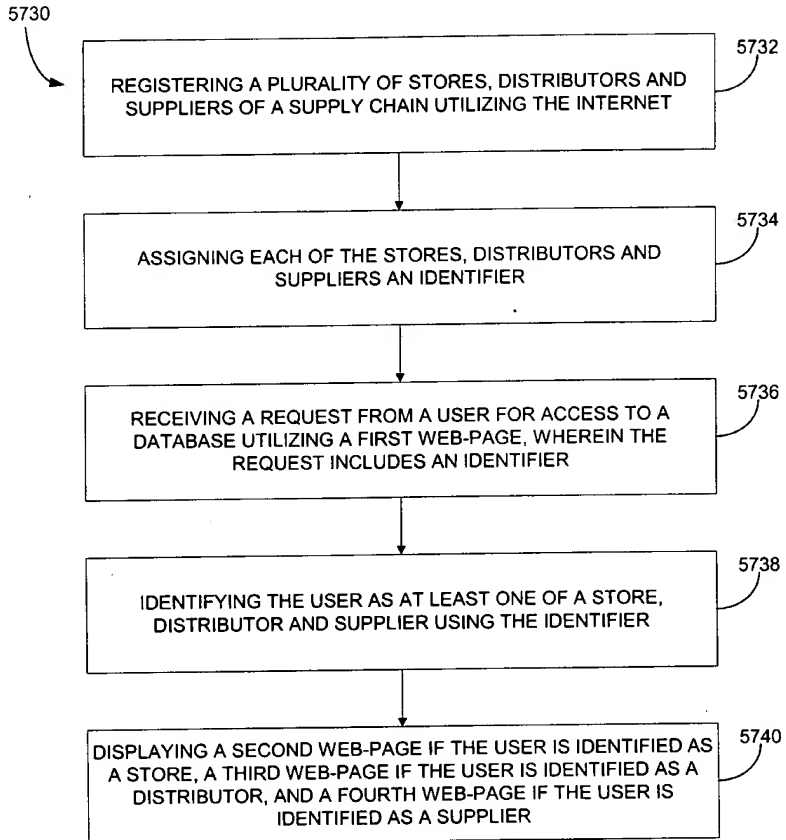 5730
5732
REGISTERING A PLURALITY OF STORES, DISTRIBUTORS AND
SUPPLIERS OF A SUPPLY CHAIN UTILIZING THE INTERNET
5734
ASSIGNING EACH OF THE STORES, DISTRIBUTORS AND
SUPPLIERS AN IDENTIFIER
5736
RECEIVING A REQUEST FROM A USER FOR ACCESS TO A
DATABASE UTILIZING A FIRST WEB-PAGE, WHEREIN THE
REQUEST INCLUDES AN IDENTIFIER
5738
IDENTIFYING THE USER AS AT LEAST ONE OF A STORE,
DISTRIBUTOR AND SUPPLIER USING THE IDENTIFIER
5740
DISPLAYING A SECOND WEB-PAGE IF THE USER IS IDENTIFIED AS
A STORE, A THIRD WEB-PAGE IF THE USER IS IDENTIFIED AS A
DISTRIBUTOR, AND A FOURTH WEB-PAGE IF THE USER IS
IDENTIFIED AS A SUPPLIER